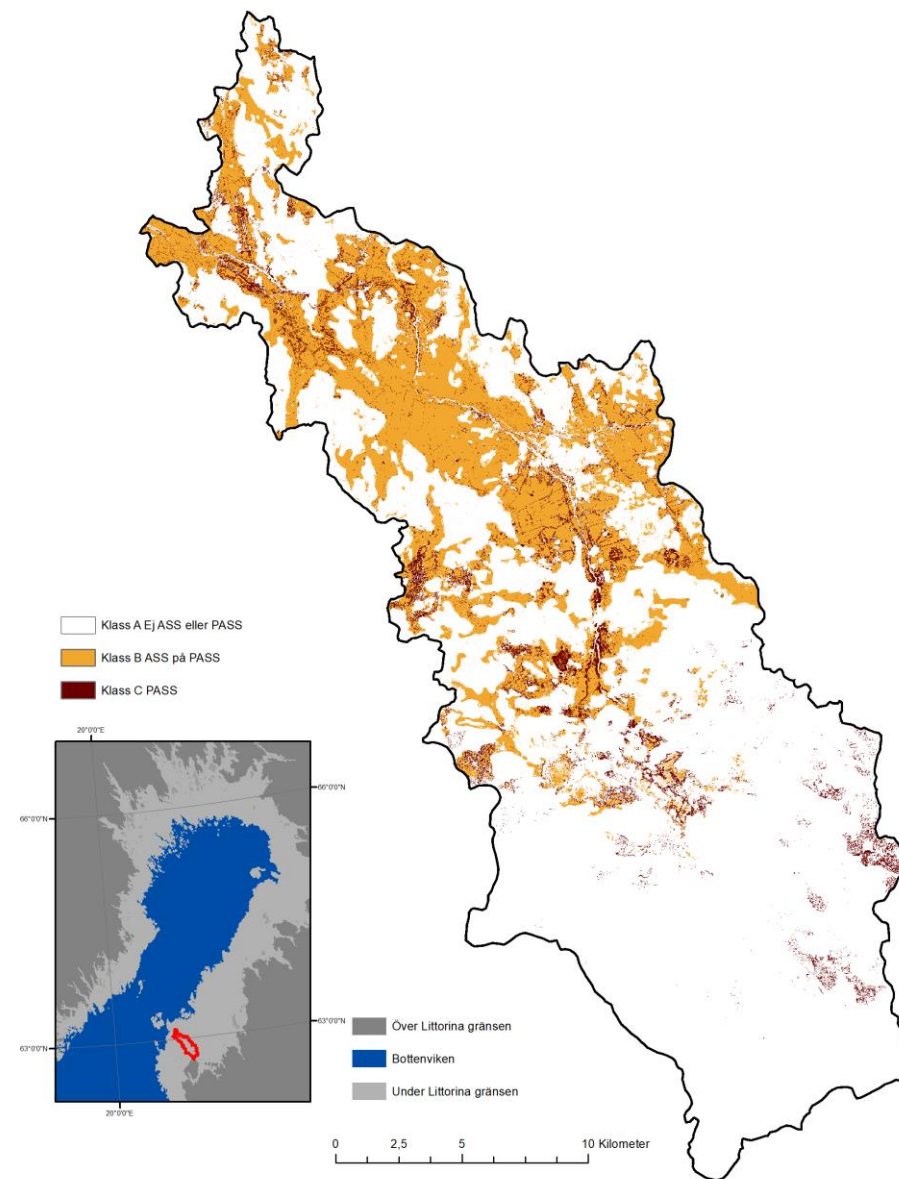 Klass A Ej ASS eller PASS
Klass B ASS på PASS
Klass C PASS
20°0'0"E
66°0'0"N
66°0'0"N
63°0'0"N
63°0'0"N
20°0'0"E
Över Littorina gränsen
Bottenviken
Under Littorina gränsen
0 2,5 5 10 Kilometer